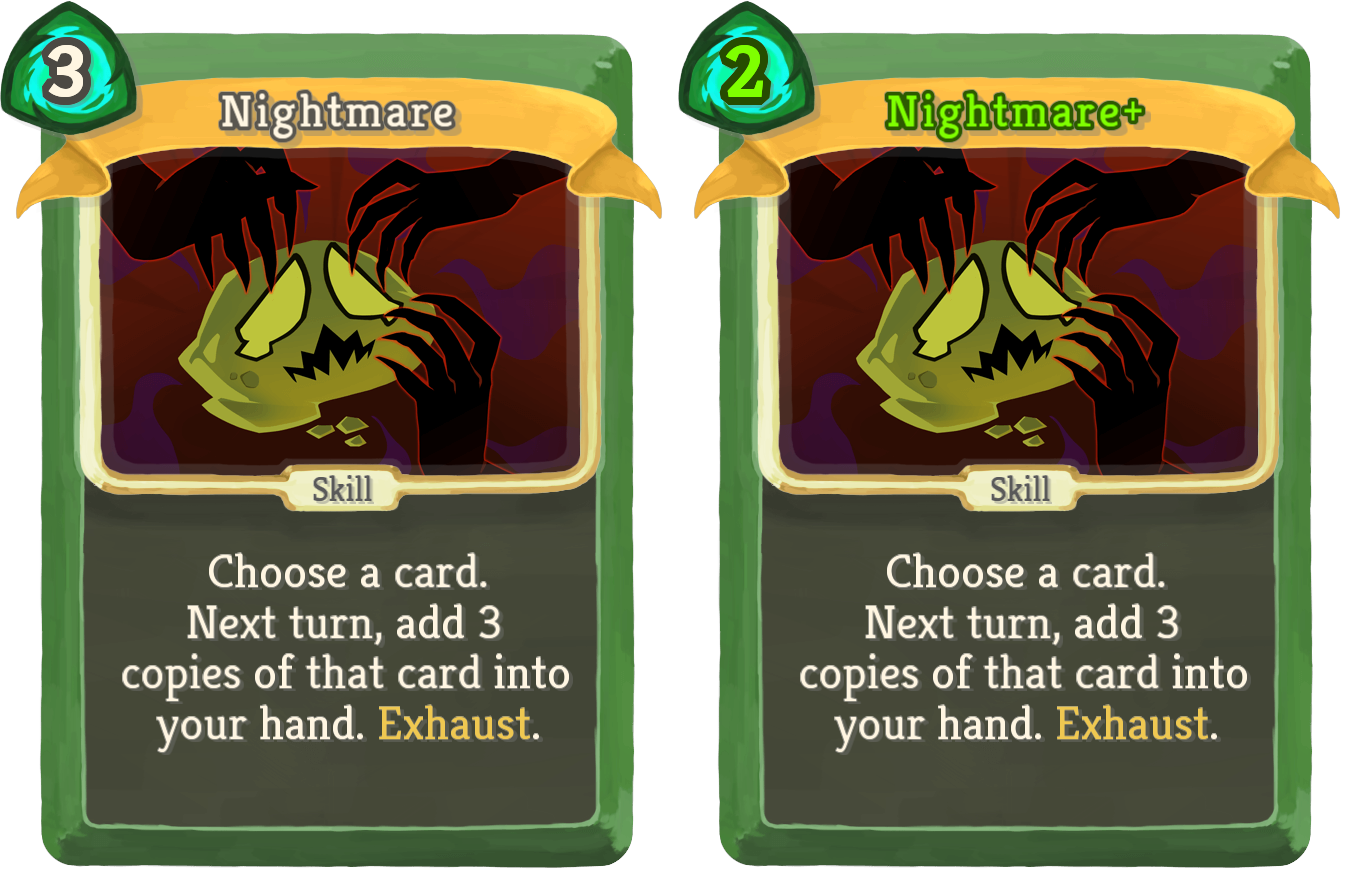 3
Nightmare
Skill
Choose a card.
Next turn, add 3
copies of that card into
your hand. Exhaust.
2
Nightmare+
Skill
Choose a card.
Next turn, add 3
copies of that card into
your hand. Exhaust.